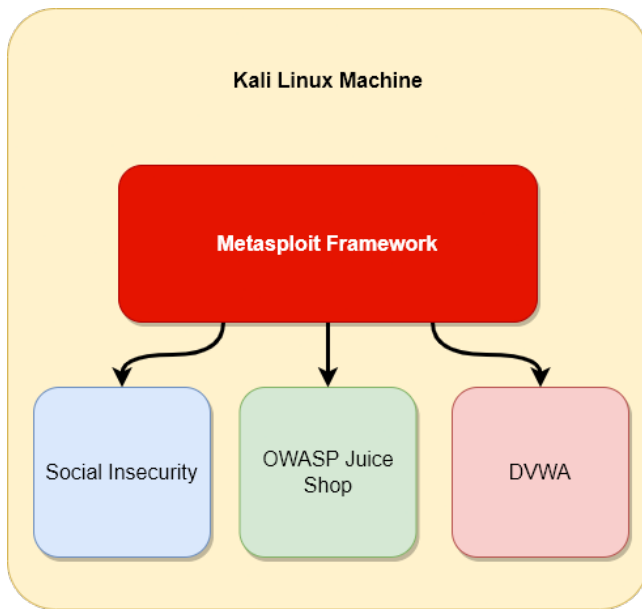 Kali Linux Machine
Metasploit Framework
Social Insecurity
OWASP Juice
Shop
DVWA